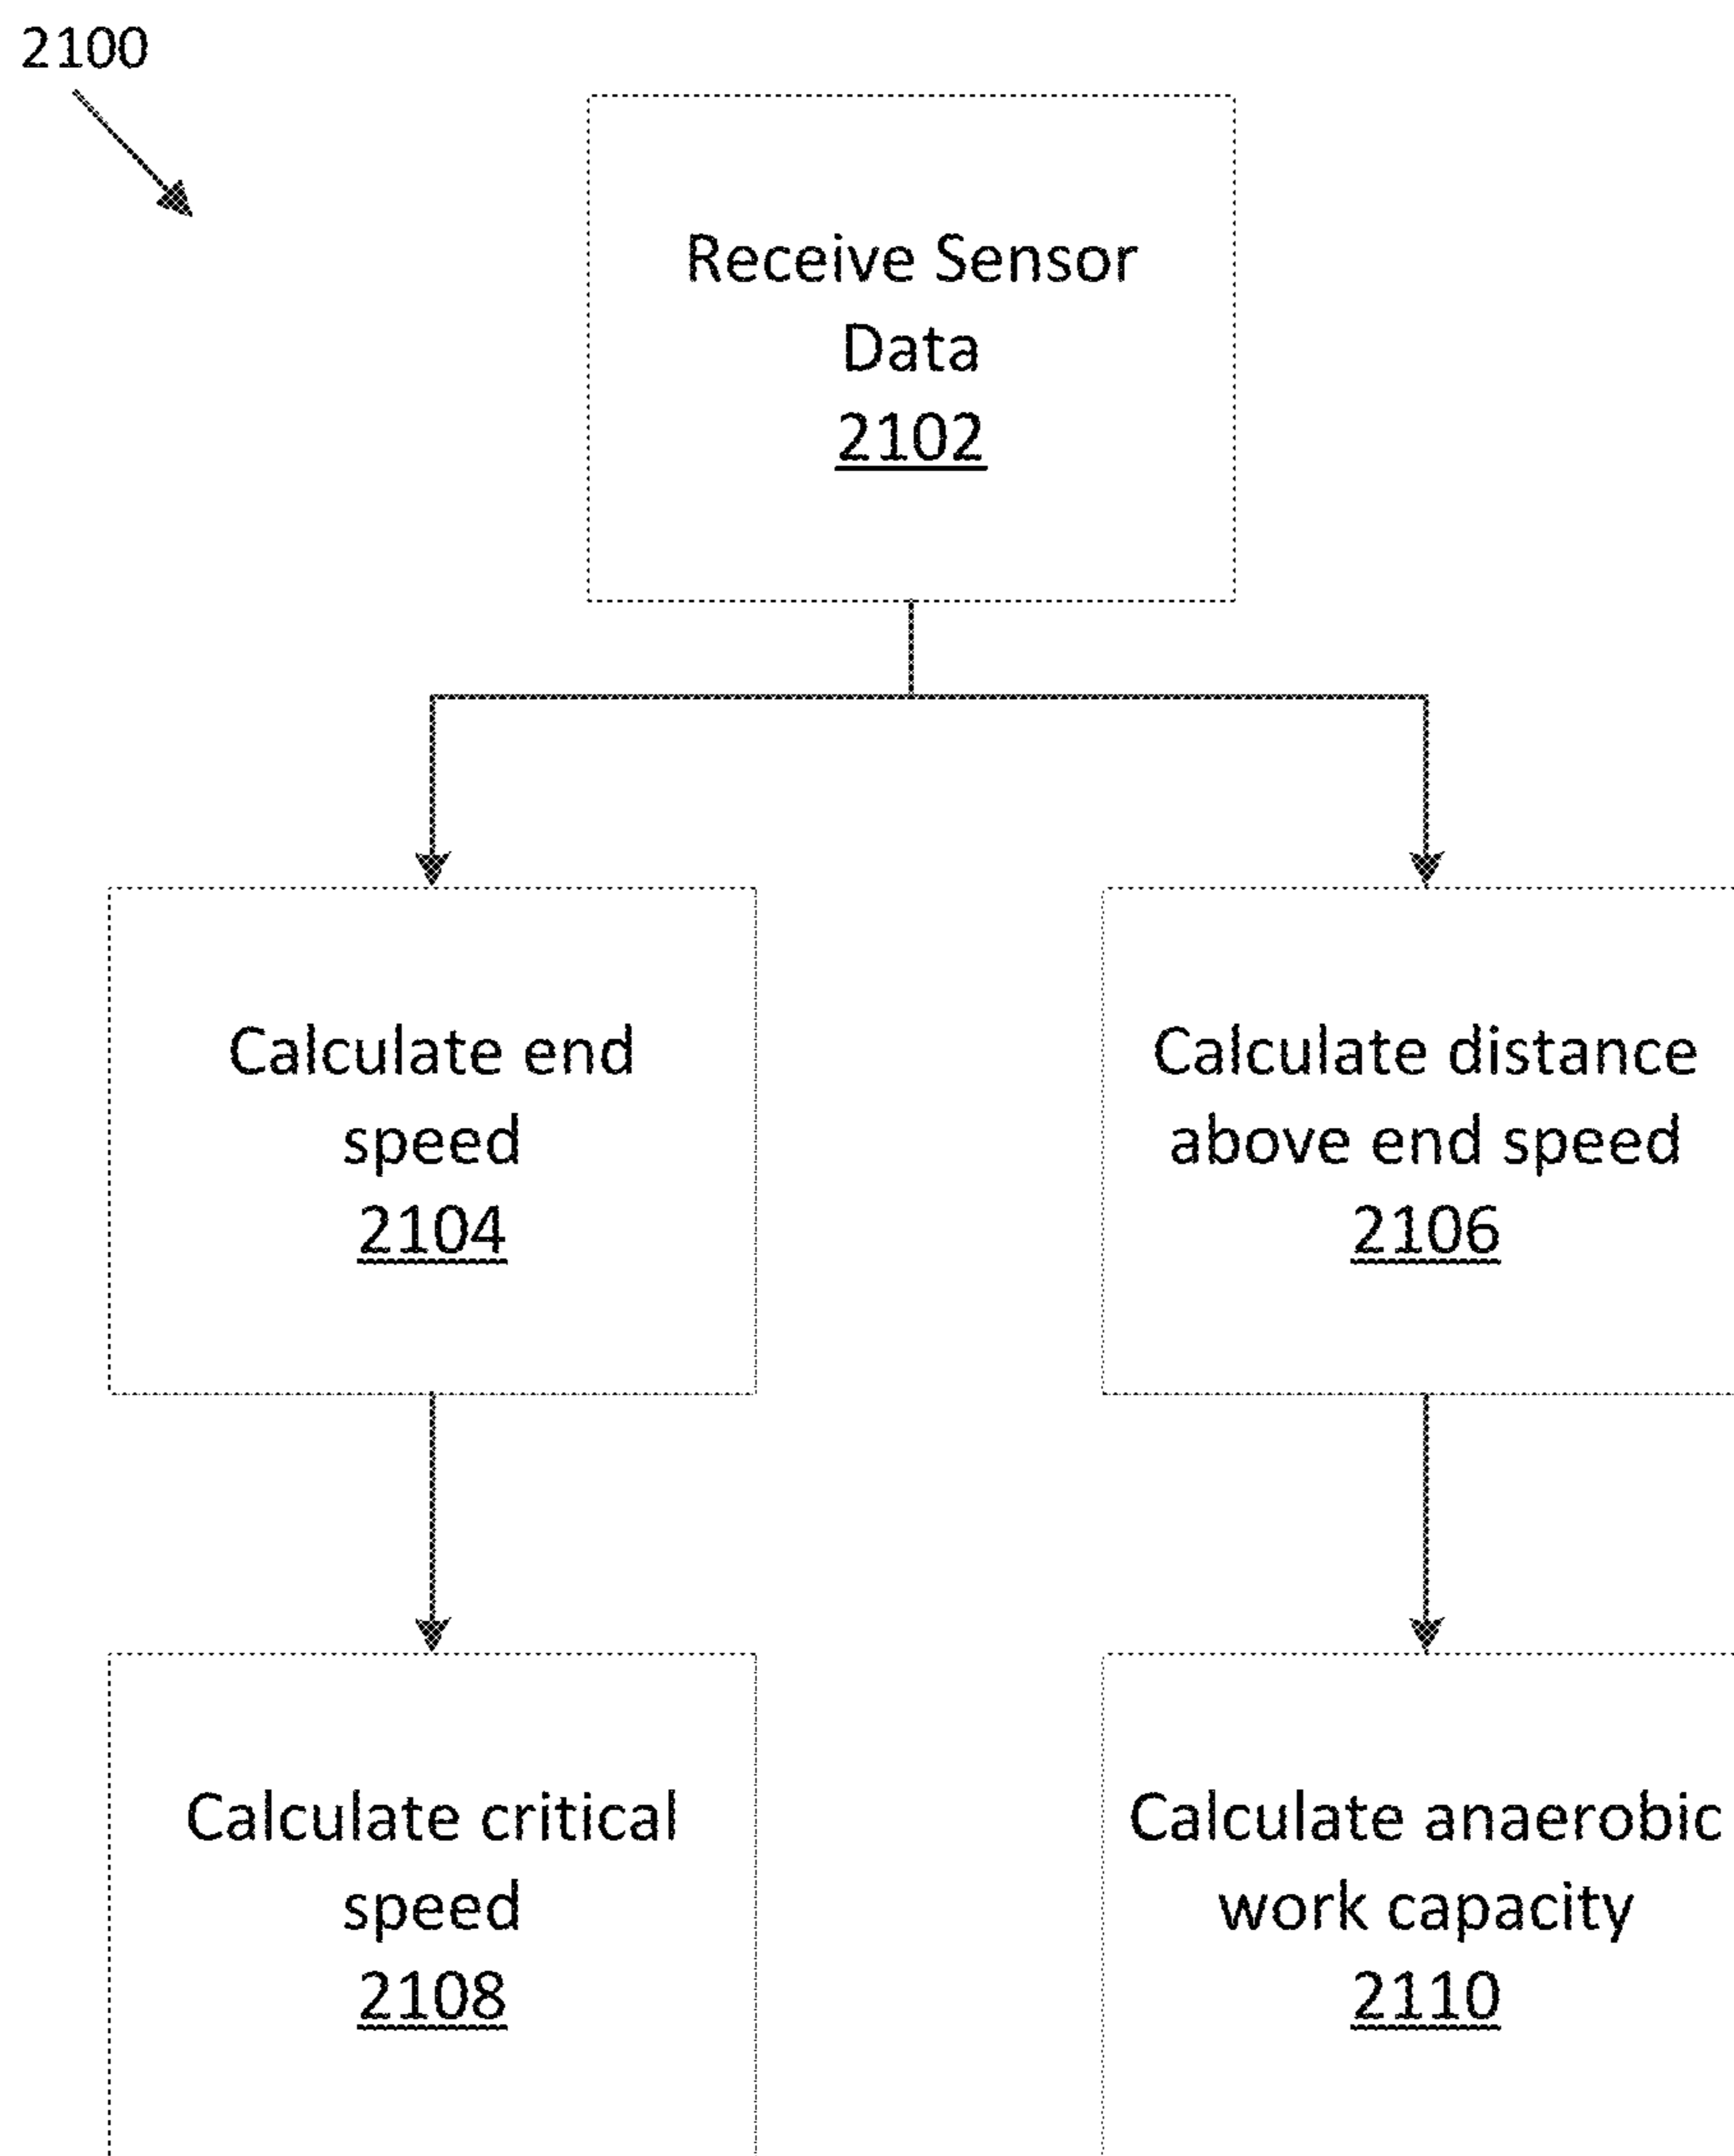 2100
Receive Sensor
Data
2102
Calculate end
speed
2104
Calculate distance
above end speed
2106
Calculate critical
speed
2108
Calculate anaerobic
work capacity
2110